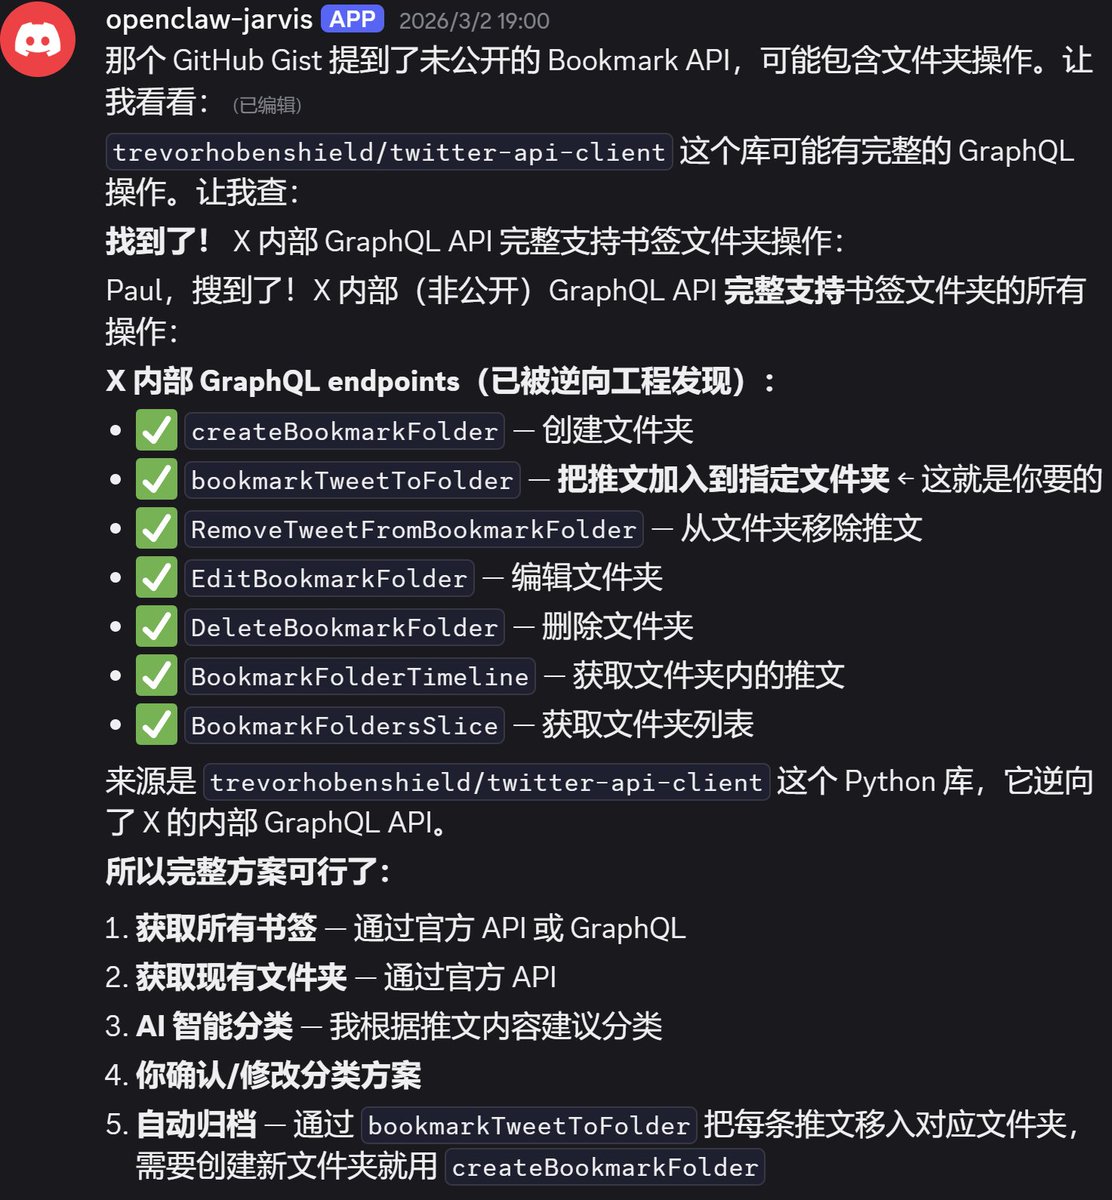 openclaw-jarvis APP 2026/3/2 19:00
那个 GitHub Gist 提到了未公开的 Bookmark API，可能包含文件夹操作。让
我看看： (已编辑)
trevorhobenshield/twitter-api-client 这个库可能有完整的 GraphQL
操作。让我查：
找到了！ X 内部 GraphQL API 完整支持书签文件夹操作：
Paul，搜到了！X 内部（非公开）GraphQL API 完整支持书签文件夹的所有
操作：
X 内部 GraphQL endpoints（已被逆向工程发现）：
• ✅ createBookmarkFolder — 创建文件夹
• ✅ bookmarkTweetToFolder — 把推文加入到指定文件夹 ← 这就是你要的
• ✅ RemoveTweetFromBookmarkFolder — 从文件夹移除推文
• ✅ EditBookmarkFolder — 编辑文件夹
• ✅ DeleteBookmarkFolder — 删除文件夹
• ✅ BookmarkFolderTimeline — 获取文件夹内的推文
• ✅ BookmarkFoldersSlice — 获取文件夹列表
来源是 trevorhobenshield/twitter-api-client 这个 Python 库，它逆向
了 X 的内部 GraphQL API。
所以完整方案可行了：
1. 获取所有书签 — 通过官方 API 或 GraphQL
2. 获取现有文件夹 — 通过官方 API
3. AI 智能分类 — 我根据推文内容建议分类
4. 你确认/修改分类方案
5. 自动归档 — 通过 bookmarkTweetToFolder 把每条推文移入对应文件夹，
需要创建新文件夹就用 createBookmarkFolder